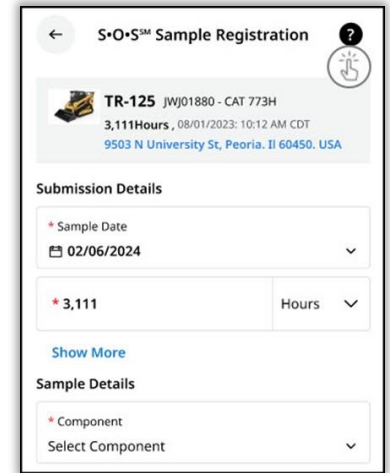 ← S•O•S℠ Sample Registration ?
TR-125 JWJ01880 - CAT 773H
3,111Hours , 08/01/2023: 10:12 AM CDT
9503 N University St, Peoria. Il 60450. USA
Submission Details
* Sample Date
02/06/2024
* 3,111 Hours
Show More
Sample Details
* Component
Select Component